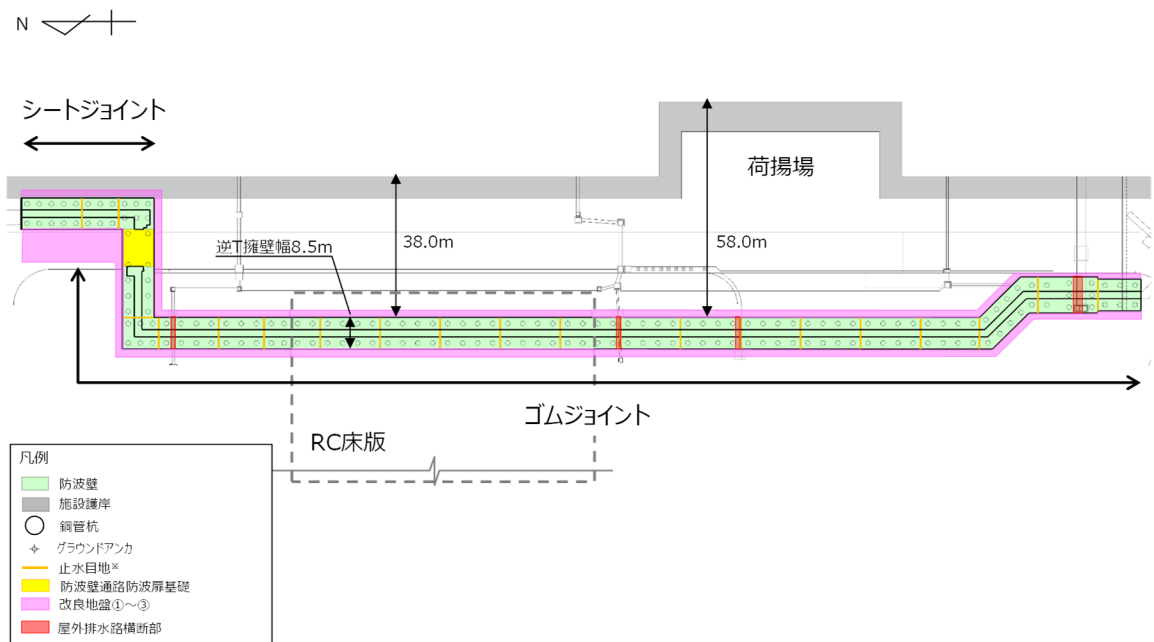 N
シートジョイント
荷揚場
逆T擁壁幅8.5m
38.0m
58.0m
ゴムジョイント
RC床版
凡例
防波壁
施設護岸
鋼管杭
グラウンドアンカ
止水目地※
防波壁通路防波扉基礎
改良地盤①～③
屋外排水路横断部